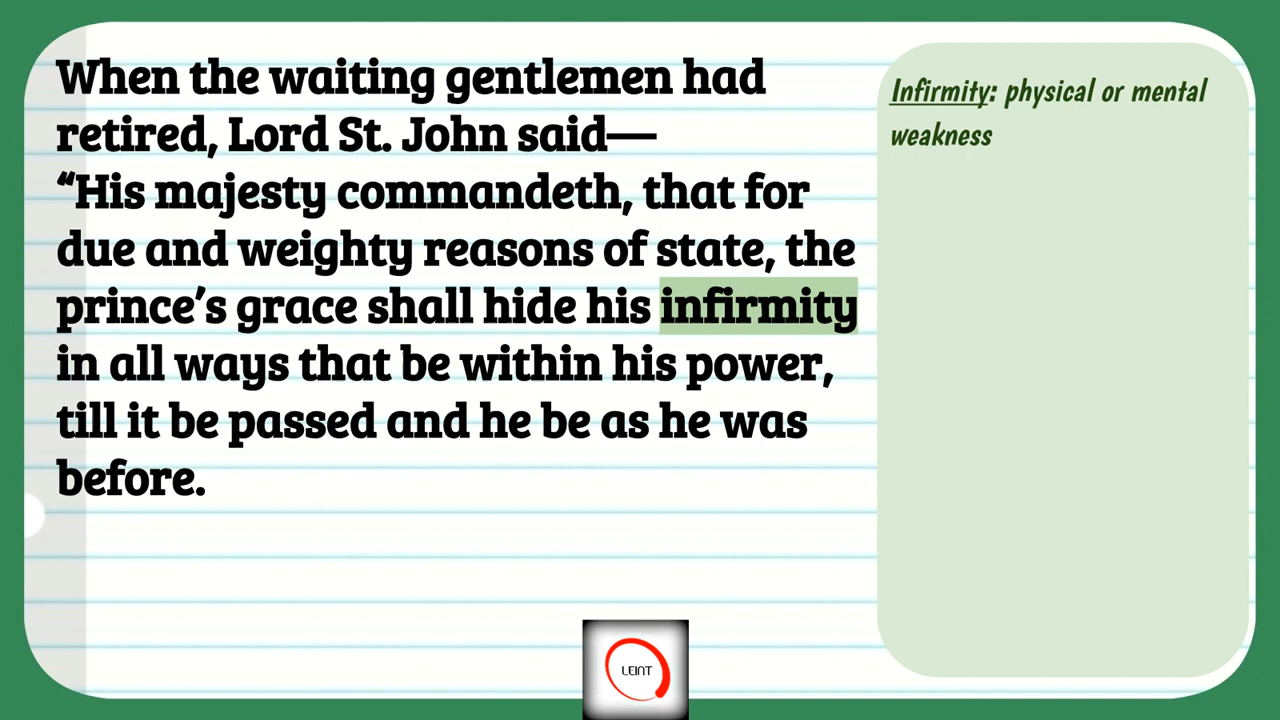 When the waiting gentlemen had
retired, Lord St. John said—
“His majesty commandeth, that for
due and weighty reasons of state, the
prince’s grace shall hide his infirmity
in all ways that be within his power,
till it be passed and he be as he was
before.
Infirmity: physical or mental
weakness
LEINT